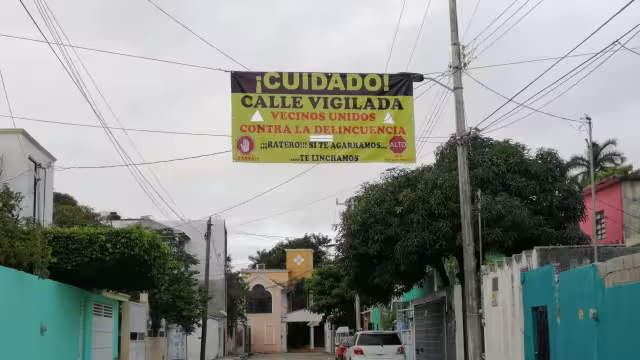 ¡CUIDADO!
CALLE VIGILADA
VECINOS UNIDOS
CONTRA LA DELINCUENCIA
¡¡¡RATERO!!! SI TE AGARRAMOS...
....TE LINCHAMOS
ALTO